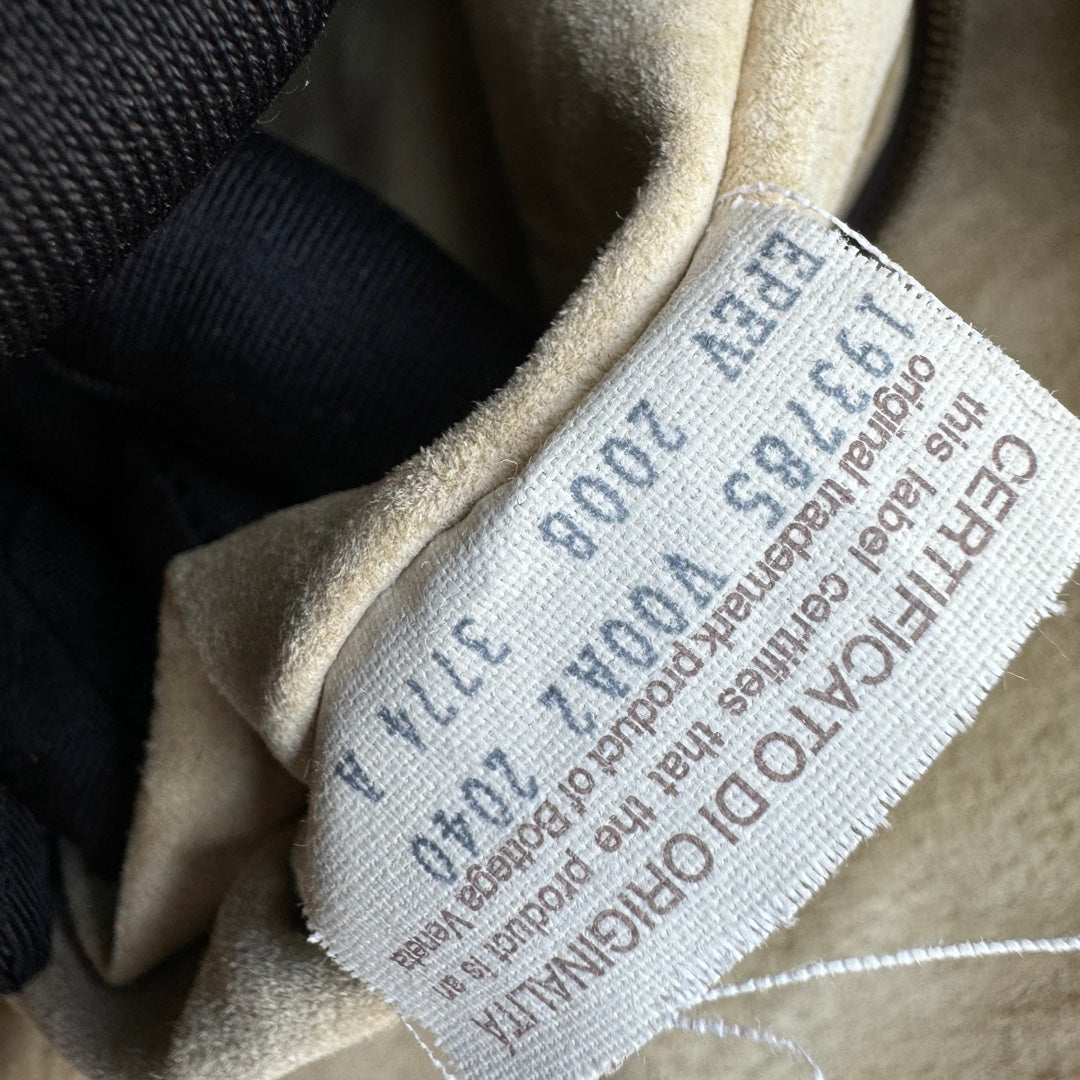 CERTIFICATO DI ORIGINALITÁ
this label certifies that the product is an
original trademark product of Bottega Veneta
193785 V00A2 2040
EPEV 2008 3774 A